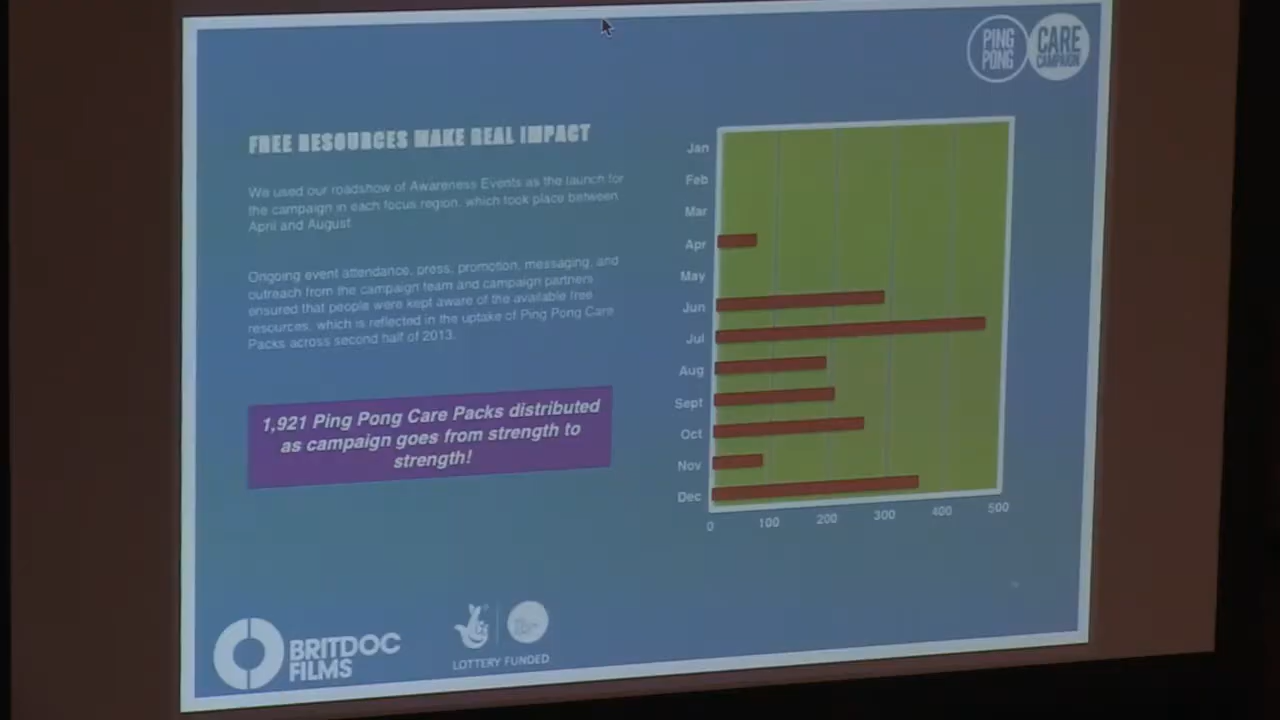 PING PONG
CARE CAMPAIGN
FREE RESOURCES MAKE REAL IMPACT
We used our roadshow of Awareness Events as the launch for
the campaign in each focus region, which took place between
April and August
Ongoing event attendance, press, promotion, messaging, and
outreach from the campaign team and campaign partners
ensured that people were kept aware of the available free
resources, which is reflected in the uptake of Ping Pong Care
Packs across second half of 2013.
1,921 Ping Pong Care Packs distributed
as campaign goes from strength to
strength!
Jan
Feb
Mar
Apr
May
Jun
Jul
Aug
Sept
Oct
Nov
Dec
0 100 200 300 400 500
BRITDOC
FILMS
LOTTERY FUNDED